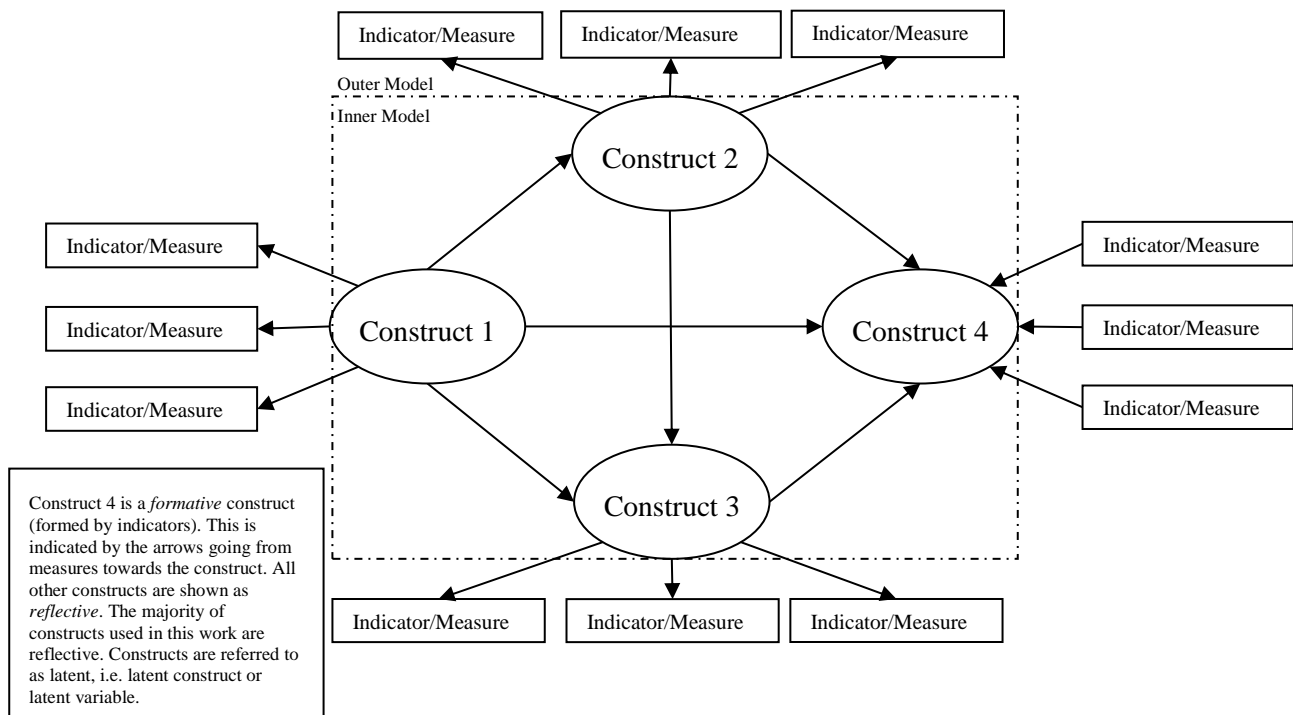 Indicator/Measure
Indicator/Measure
Indicator/Measure
Outer Model
Inner Model
Construct 2
Indicator/Measure
Indicator/Measure
Indicator/Measure
Construct 1
Construct 4
Indicator/Measure
Indicator/Measure
Indicator/Measure
Construct 3
Indicator/Measure
Indicator/Measure
Indicator/Measure
Construct 4 is a formative construct
(formed by indicators). This is
indicated by the arrows going from
measures towards the construct. All
other constructs are shown as
reflective. The majority of
constructs used in this work are
reflective. Constructs are referred to
as latent, i.e. latent construct or
latent variable.